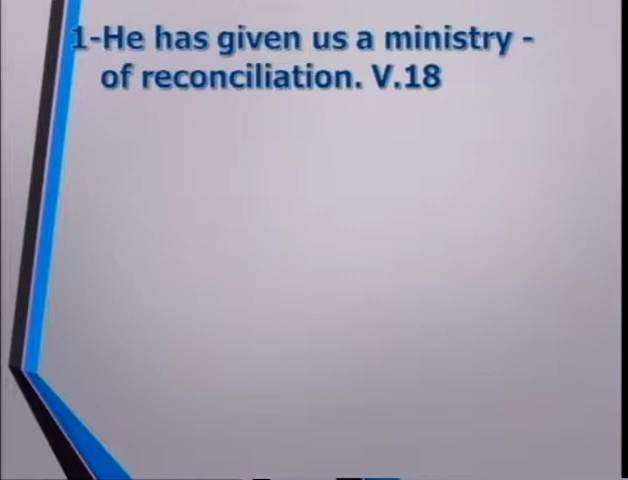 1-He has given us a ministry -
of reconciliation. V.18